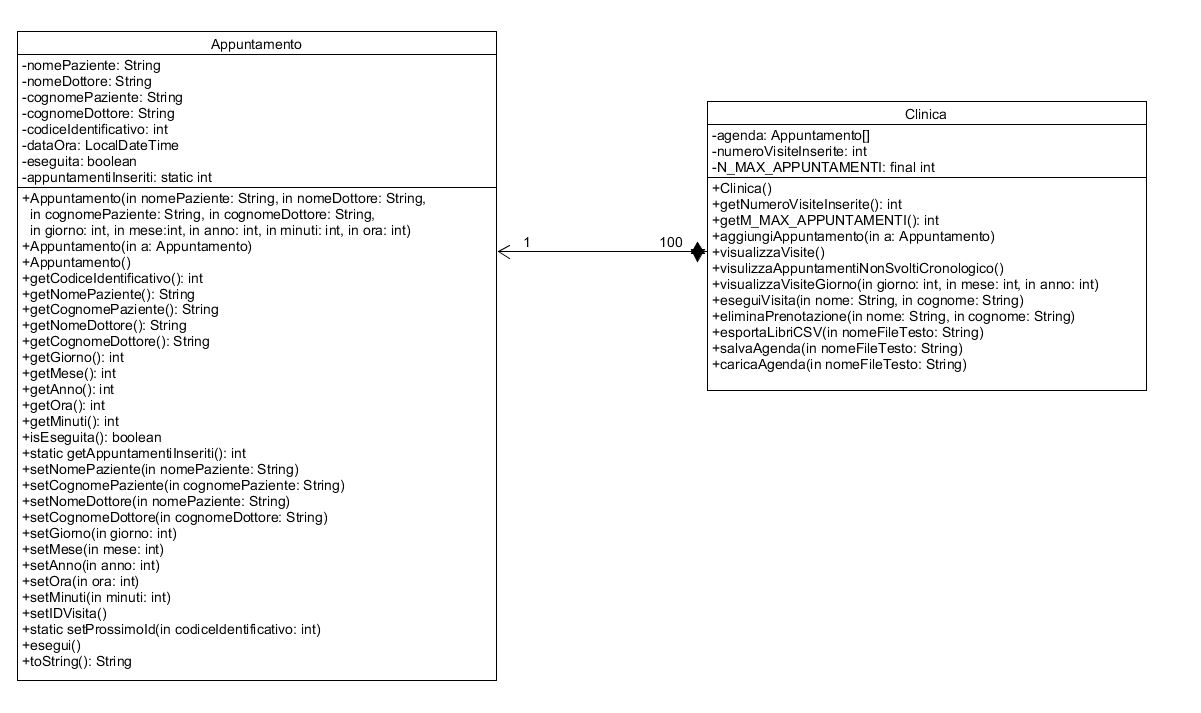 Appuntamento
-nomePaziente: String
-nomeDottore: String
-cognomePaziente: String
-cognomeDottore: String
-codiceIdentificativo: int
-dataOra: LocalDateTime
-eseguita: boolean
-appuntamentiInseriti: static int
+Appuntamento(in nomePaziente: String, in nomeDottore: String,
in cognomePaziente: String, in cognomeDottore: String,
in giorno: int, in mese:int, in anno: int, in minuti: int, in ora: int)
+Appuntamento(in a: Appuntamento)
+Appuntamento()
+getCodiceIdentificativo(): int
+getNomePaziente(): String
+getCognomePaziente(): String
+getNomeDottore(): String
+getCognomeDottore(): String
+getGiorno(): int
+getMese(): int
+getAnno(): int
+getOra(): int
+getMinuti(): int
+isEseguita(): boolean
+static getAppuntamentiInseriti(): int
+setNomePaziente(in nomePaziente: String)
+setCognomePaziente(in cognomePaziente: String)
+setNomeDottore(in nomePaziente: String)
+setCognomeDottore(in cognomeDottore: String)
+setGiorno(in giorno: int)
+setMese(in mese: int)
+setAnno(in anno: int)
+setOra(in ora: int)
+setMinuti(in minuti: int)
+setIDVisita()
+static setProssimoId(in codiceIdentificativo: int)
+esegui()
+toString(): String
1
100
Clinica
-agenda: Appuntamento[]
-numeroVisiteInserite: int
-N_MAX_APPUNTAMENTI: final int
+Clinica()
+getNumeroVisiteInserite(): int
+getM_MAX_APPUNTAMENTI(): int
+aggiungiAppuntamento(in a: Appuntamento)
+visualizzaVisite()
+visulizzaAppuntamentiNonSvoltiCronologico()
+visualizzaVisiteGiorno(in giorno: int, in mese: int, in anno: int)
+eseguiVisita(in nome: String, in cognome: String)
+eliminaPrenotazione(in nome: String, in cognome: String)
+esportaLibriCSV(in nomeFileTesto: String)
+salvaAgenda(in nomeFileTesto: String)
+caricaAgenda(in nomeFileTesto: String)